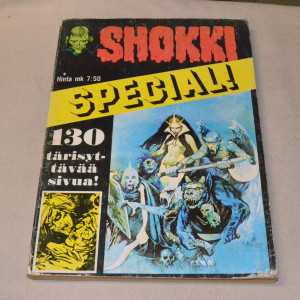 SHOKKI
Hinta mk 7:50
SPECIAL!
130
tärisyt-
tävää
sivua!